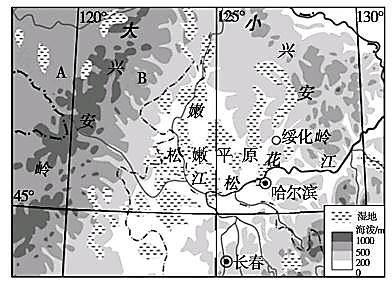 120°
125°
130°
大
小
A
兴
B
兴
嫩
安
安
绥化
岭
松嫩平原
花
江
岭
江
松
哈尔滨
45°
长春
湿地
海拔/m
1000
500
200
0